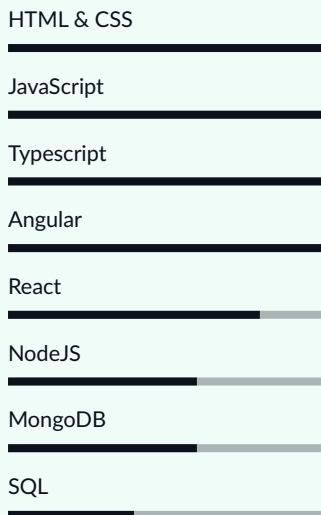 HTML & CSS
JavaScript
Typescript
Angular
React
NodeJS
MongoDB
SQL